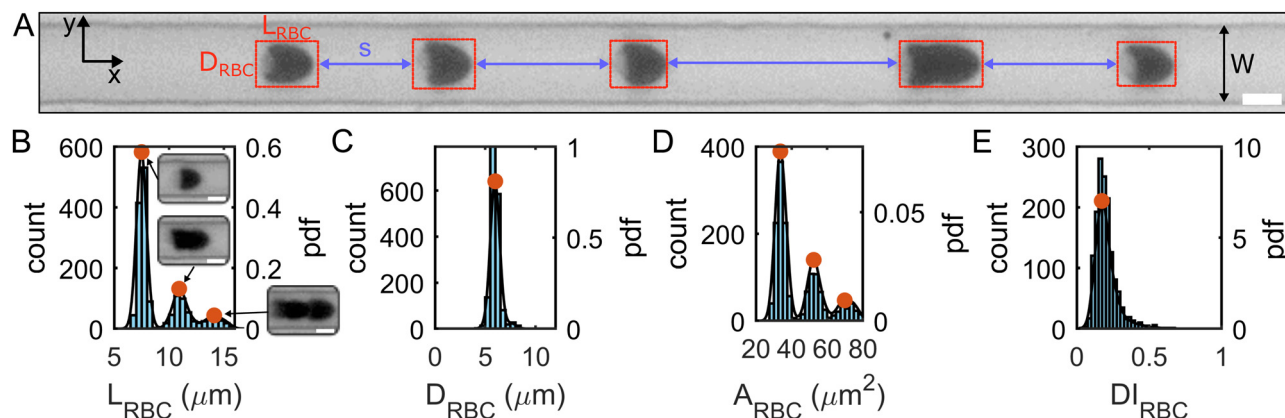 A
y
x
L_RBC
D_RBC
s
W
B
600
400
200
0
count
5
10
15
L_RBC (μm)
0.6
0.4
0.2
0
pdf
C
600
400
200
0
count
0
5
10
D_RBC (μm)
1
0.5
0
pdf
D
400
200
0
count
20
40
60
80
A_RBC (μm²)
0.05
0
pdf
E
300
200
100
0
count
0
0.5
1
DI_RBC
10
5
0
pdf